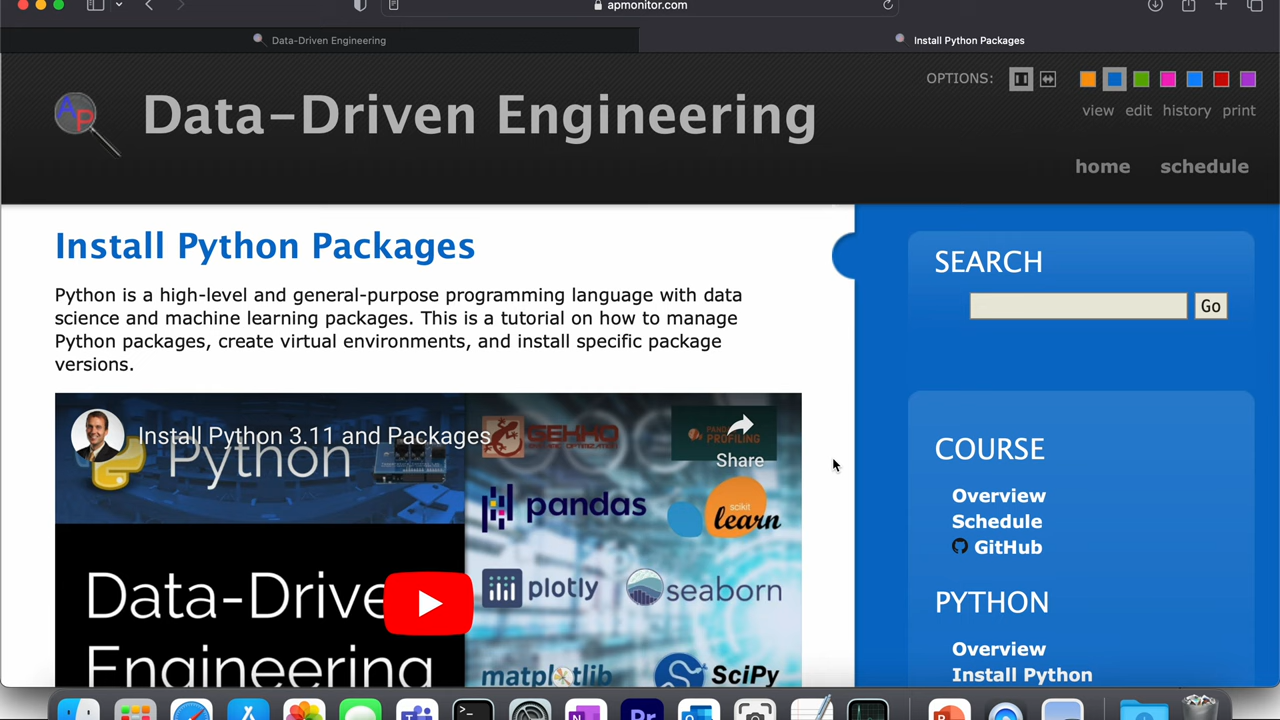 apmonitor.com
Data-Driven Engineering
Install Python Packages
AP
Data-Driven Engineering
OPTIONS:
view edit history print
home schedule
Install Python Packages
Python is a high-level and general-purpose programming language with data
science and machine learning packages. This is a tutorial on how to manage
Python packages, create virtual environments, and install specific package
versions.
Install Python 3.11 and Packages
Python
GEKKO
Share
pandas
scikit
learn
plotly
seaborn
matplotlib
SciPy
Data-Drive
Engineering
SEARCH
Go
COURSE
Overview
Schedule
GitHub
PYTHON
Overview
Install Python
>_
N
Pr
P